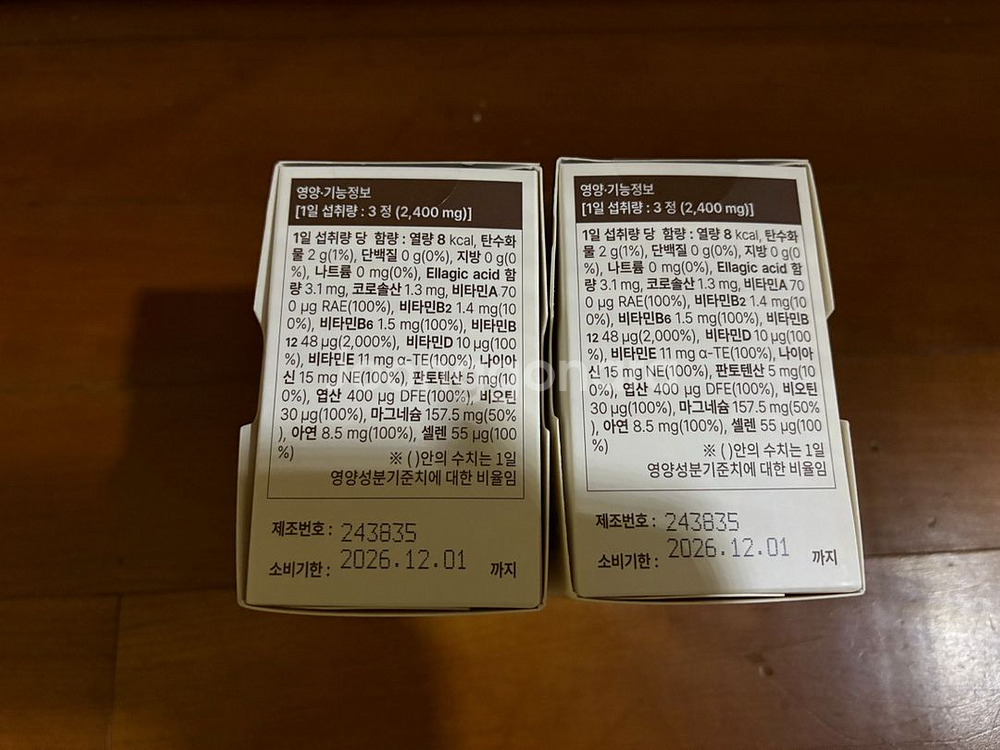 영양·기능정보
[1일 섭취량 : 3 정 (2,400 mg)]
1일 섭취량 당 함량 : 열량 8 kcal, 탄수화
물 2 g(1%), 단백질 0 g(0%), 지방 0 g(0
%), 나트륨 0 mg(0%), Ellagic acid 함
량 3.1 mg, 코로솔산 1.3 mg, 비타민A 70
0 μg RAE(100%), 비타민B2 1.4 mg(10
0%), 비타민B6 1.5 mg(100%), 비타민B
12 48 μg(2,000%), 비타민D 10 μg(100
%), 비타민E 11 mg α-TE(100%), 나이아
신 15 mg NE(100%), 판토텐산 5 mg(10
0%), 엽산 400 μg DFE(100%), 비오틴
30 μg(100%), 마그네슘 157.5 mg(50%
), 아연 8.5 mg(100%), 셀렌 55 μg(100
%)
※ ( )안의 수치는 1일
영양성분기준치에 대한 비율임
제조번호 : 243835
소비기한 : 2026.12.01 까지
영양·기능정보
[1일 섭취량 : 3 정 (2,400 mg)]
1일 섭취량 당 함량 : 열량 8 kcal, 탄수화
물 2 g(1%), 단백질 0 g(0%), 지방 0 g(0
%), 나트륨 0 mg(0%), Ellagic acid 함
량 3.1 mg, 코로솔산 1.3 mg, 비타민A 70
0 μg RAE(100%), 비타민B2 1.4 mg(10
0%), 비타민B6 1.5 mg(100%), 비타민B
12 48 μg(2,000%), 비타민D 10 μg(100
%), 비타민E 11 mg α-TE(100%), 나이아
신 15 mg NE(100%), 판토텐산 5 mg(10
0%), 엽산 400 μg DFE(100%), 비오틴
30 μg(100%), 마그네슘 157.5 mg(50%
), 아연 8.5 mg(100%), 셀렌 55 μg(100
%)
※ ( )안의 수치는 1일
영양성분기준치에 대한 비율임
제조번호 : 243835
소비기한 : 2026.12.01 까지